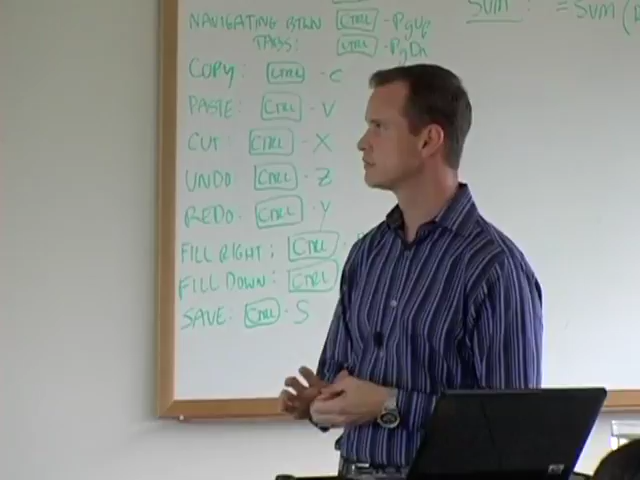 NAVIGATING BTWN CTRL - PgUp
TABS: CTRL - PgDn
COPY: CTRL - C
PASTE: CTRL - V
CUT: CTRL - X
UNDO CTRL - Z
REDO: CTRL - Y
FILL RIGHT: CTRL -
FILL DOWN: CTRL
SAVE: CTRL - S
SUM: =SUM(